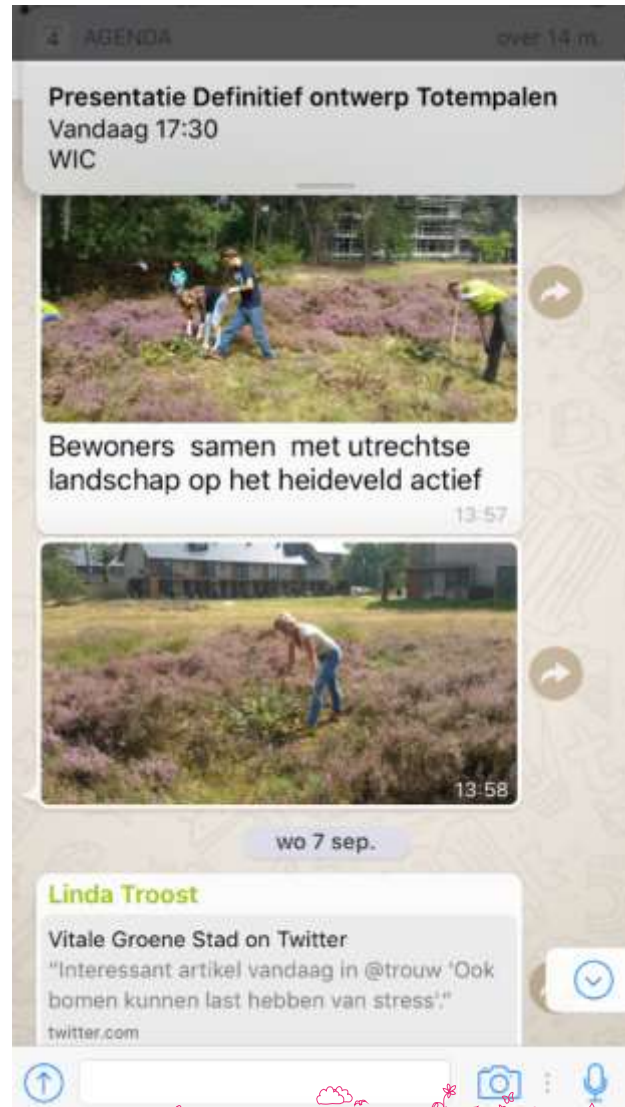 4 AGENDA over 14 m.
Presentatie Definitief ontwerp Totempalen
Vandaag 17:30
WIC
Bewoners samen met utrechtse
landschap op het heideveld actief
13:57
13:58
wo 7 sep.
Linda Troost
Vitale Groene Stad on Twitter
"Interessant artikel vandaag in @trouw 'Ook
bomen kunnen last hebben van stress'."
twitter.com